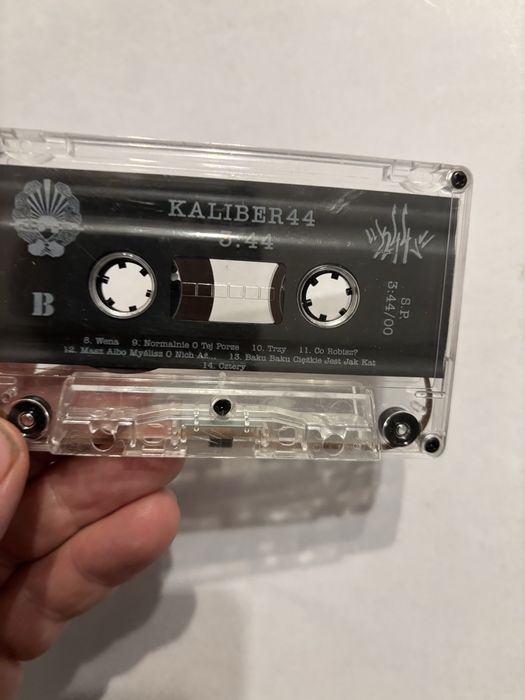 KALIBER44
3:44
B
S.P.
3:44/00
8. Wena 9. Normalnie O Tej Porze 10. Trzy 11. Co Robisz?
12. Masz Albo Myślisz O Nich Aż... 13. Baku Baku Ciężkie Jest Jak Kat
14. Cztery